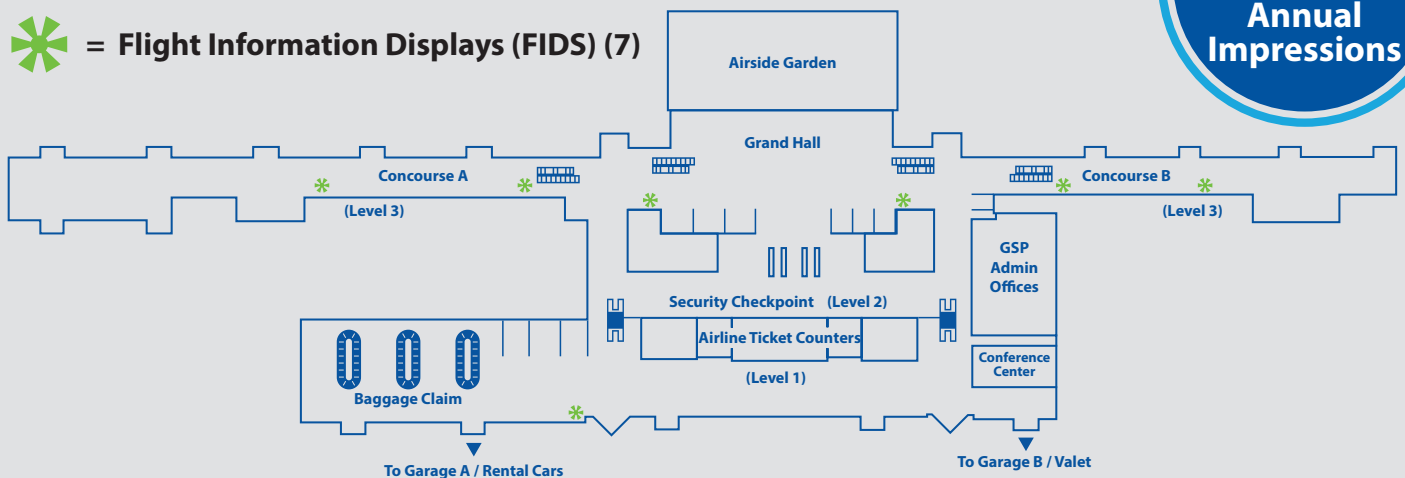 = Flight Information Displays (FIDS) (7)
Annual
Impressions
Airside Garden
Grand Hall
Concourse A
Concourse B
(Level 3)
(Level 3)
GSP
Admin
Offices
Security Checkpoint (Level 2)
Airline Ticket Counters
Conference
Center
(Level 1)
Baggage Claim
To Garage A / Rental Cars
To Garage B / Valet